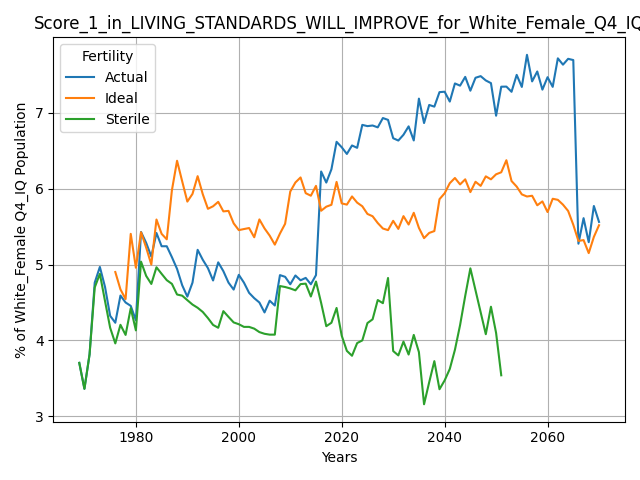 Score_1_in_LIVING_STANDARDS_WILL_IMPROVE_for_White_Female_Q4_IQ
Fertility
Actual
Ideal
Sterile
% of White_Female Q4_IQ Population
7
6
5
4
3
1980 2000 2020 2040 2060
Years